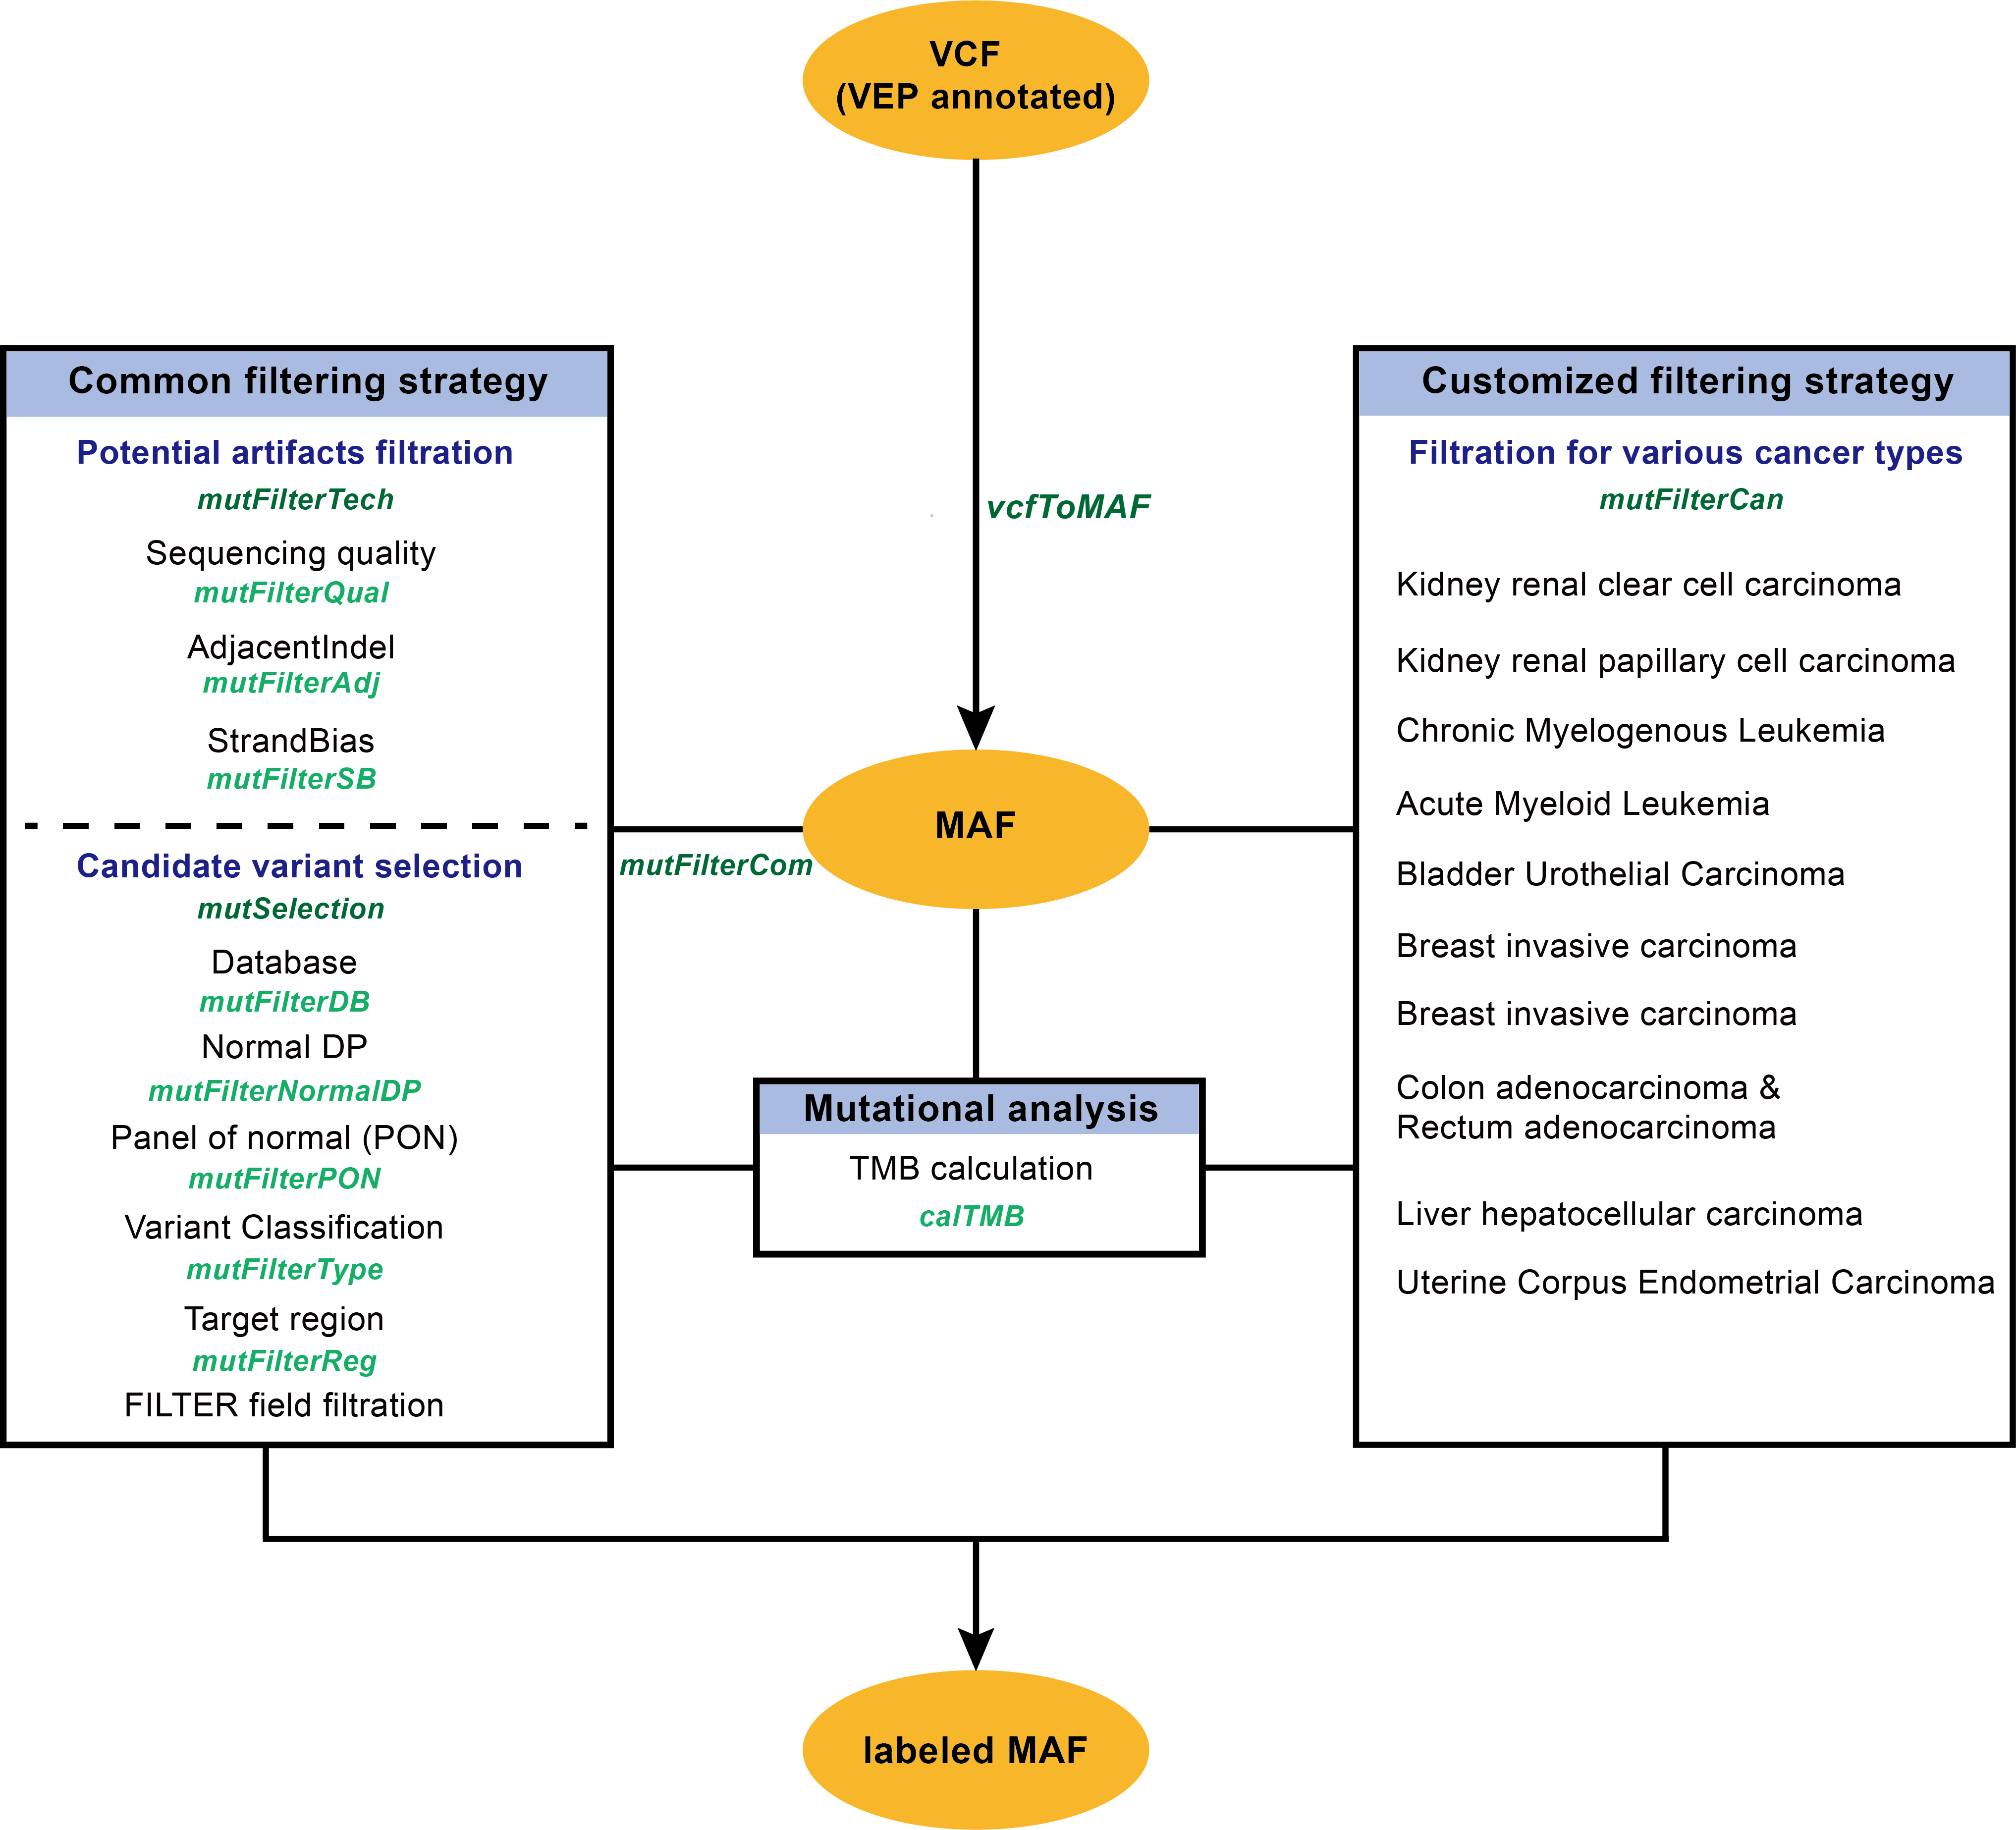 VCF
(VEP annotated)
vcfToMAF
Common filtering strategy
Potential artifacts filtration
mutFilterTech
Sequencing quality
mutFilterQual
AdjacentIndel
mutFilterAdj
StrandBias
mutFilterSB
Candidate variant selection
mutSelection
Database
mutFilterDB
Normal DP
mutFilterNormalDP
Panel of normal (PON)
mutFilterPON
Variant Classification
mutFilterType
Target region
mutFilterReg
FILTER field filtration
MAF
mutFilterCom
Mutational analysis
TMB calculation
calTMB
Customized filtering strategy
Filtration for various cancer types
mutFilterCan
Kidney renal clear cell carcinoma
Kidney renal papillary cell carcinoma
Chronic Myelogenous Leukemia
Acute Myeloid Leukemia
Bladder Urothelial Carcinoma
Breast invasive carcinoma
Breast invasive carcinoma
Colon adenocarcinoma &
Rectum adenocarcinoma
Liver hepatocellular carcinoma
Uterine Corpus Endometrial Carcinoma
labeled MAF